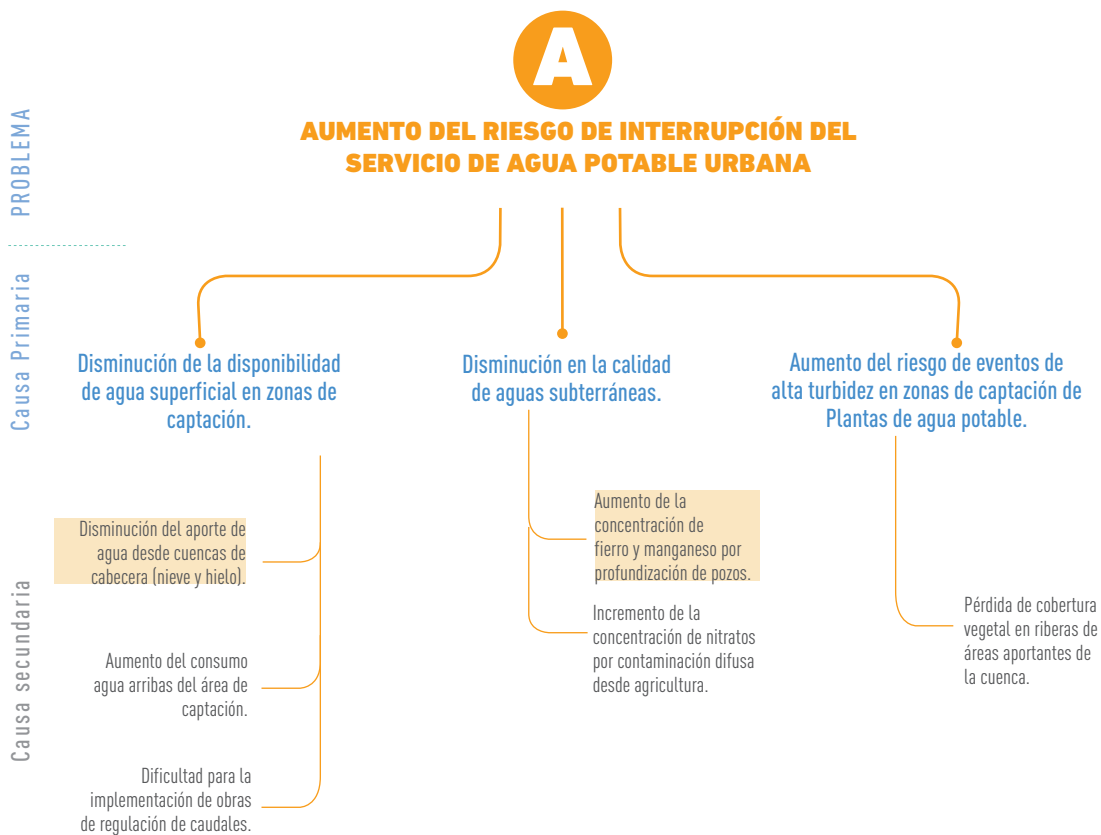 A
AUMENTO DEL RIESGO DE INTERRUPCIÓN DEL
SERVICIO DE AGUA POTABLE URBANA
PROBLEMA
Causa Primaria
Disminución de la disponibilidad
de agua superficial en zonas de
captación.
Disminución en la calidad
de aguas subterráneas.
Aumento del riesgo de eventos de
alta turbidez en zonas de captación de
Plantas de agua potable.
Causa secundaria
Disminución del aporte de
agua desde cuencas de
cabecera (nieve y hielo).
Aumento del consumo
agua arribas del área de
captación.
Dificultad para la
implementación de obras
de regulación de caudales.
Aumento de la
concentración de
fierro y manganeso por
profundización de pozos.
Incremento de la
concentración de nitratos
por contaminación difusa
desde agricultura.
Pérdida de cobertura
vegetal en riberas de
áreas aportantes de
la cuenca.